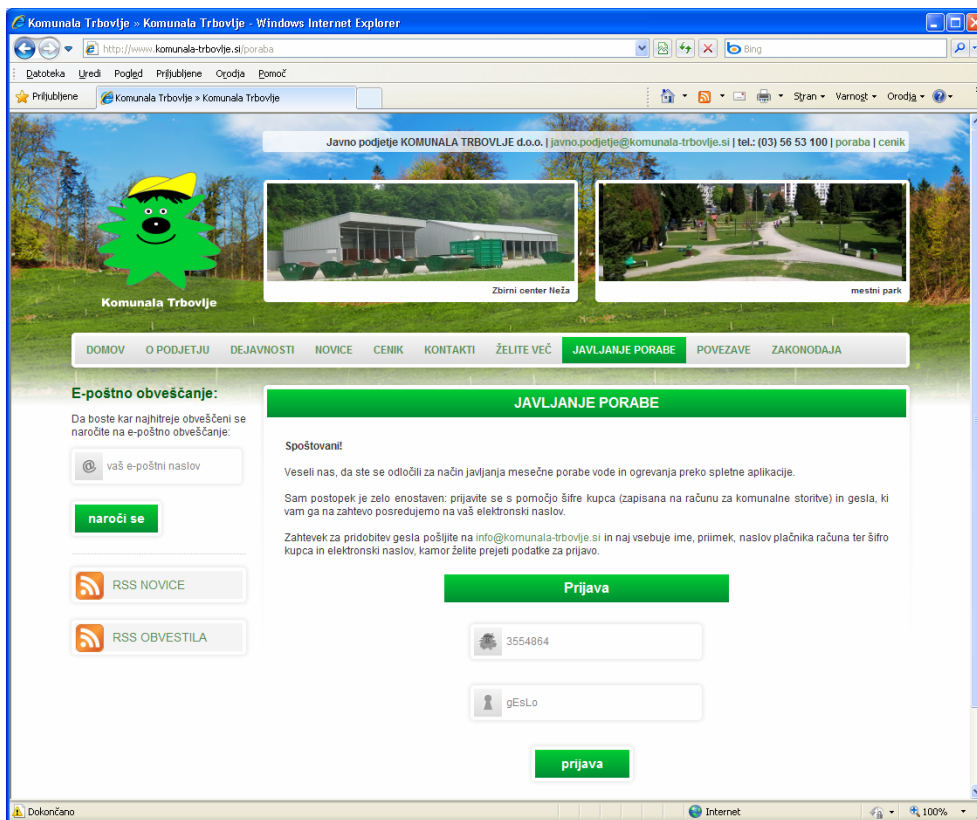 Komunala Trbovlje » Komunala Trbovlje - Windows Internet Explorer
http://www.komunala-trbovlje.si/poraba
Bing
Datoteka Uredi Pogled Priljubljene Orodja Pomoč
Priljubljene
Komunala Trbovlje » Komunala Trbovlje
Stran Varnost Orodja
Javno podjetje KOMUNALA TRBOVLJE d.o.o. | javno.podjetje@komunala-trbovlje.si | tel.: (03) 56 53 100 | poraba | cenik
Komunala Trbovlje
Zbirni center Neža
mestni park
DOMOV O PODJETJU DEJAVNOSTI NOVICE CENIK KONTAKTI ŽELITE VEČ JAVLJANJE PORABE POVEZAVE ZAKONODAJA
E-poštno obveščanje:
Da boste kar najhitreje obveščeni se
naročite na e-poštno obveščanje:
@ vaš e-poštni naslov
naroči se
RSS NOVICE
RSS OBVESTILA
JAVLJANJE PORABE
Spoštovani!
Veseli nas, da ste se odločili za način javljanja mesečne porabe vode in ogrevanja preko spletne aplikacije.
Sam postopek je zelo enostaven: prijavite se s pomočjo šifre kupca (zapisana na računu za komunalne storitve) in gesla, ki
vam ga na zahtevo posredujemo na vaš elektronski naslov.
Zahtevek za pridobitev gesla pošljite na info@komunala-trbovlje.si in naj vsebuje ime, priimek, naslov plačnika računa ter šifro
kupca in elektronski naslov, kamor želite prejeti podatke za prijavo.
Prijava
3554864
gEsLo
prijava
Dokončano
Internet
100%